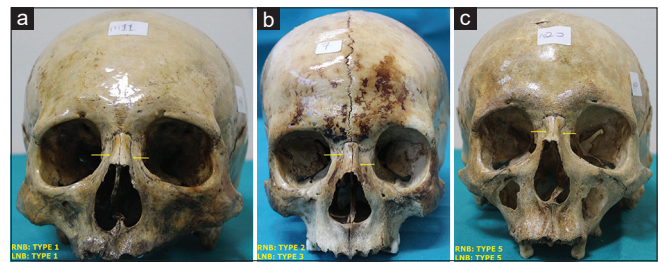 a
b
c
RNB: TYPE 1
LNB: TYPE 1
RNB: TYPE 2
LNB: TYPE 3
RNB: TYPE 5
LNB: TYPE 5